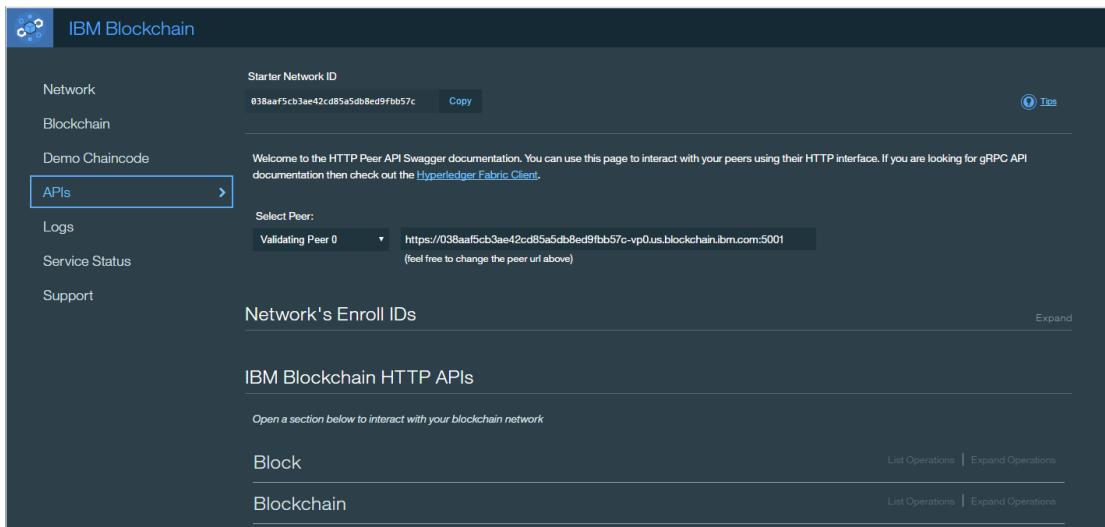 IBM Blockchain
Network
Blockchain
Demo Chaincode
APIs
Logs
Service Status
Support
Starter Network ID
038aaf5cb3ae42cd85a5db8ed9fbb57c Copy
Tips
Welcome to the HTTP Peer API Swagger documentation. You can use this page to interact with your peers using their HTTP interface. If you are looking for gRPC API
documentation then check out the Hyperledger Fabric Client.
Select Peer:
Validating Peer 0 https://038aaf5cb3ae42cd85a5db8ed9fbb57c-vp0.us.blockchain.ibm.com:5001
(feel free to change the peer url above)
Network's Enroll IDs Expand
IBM Blockchain HTTP APIs
Open a section below to interact with your blockchain network
Block List Operations | Expand Operations
Blockchain List Operations | Expand Operations